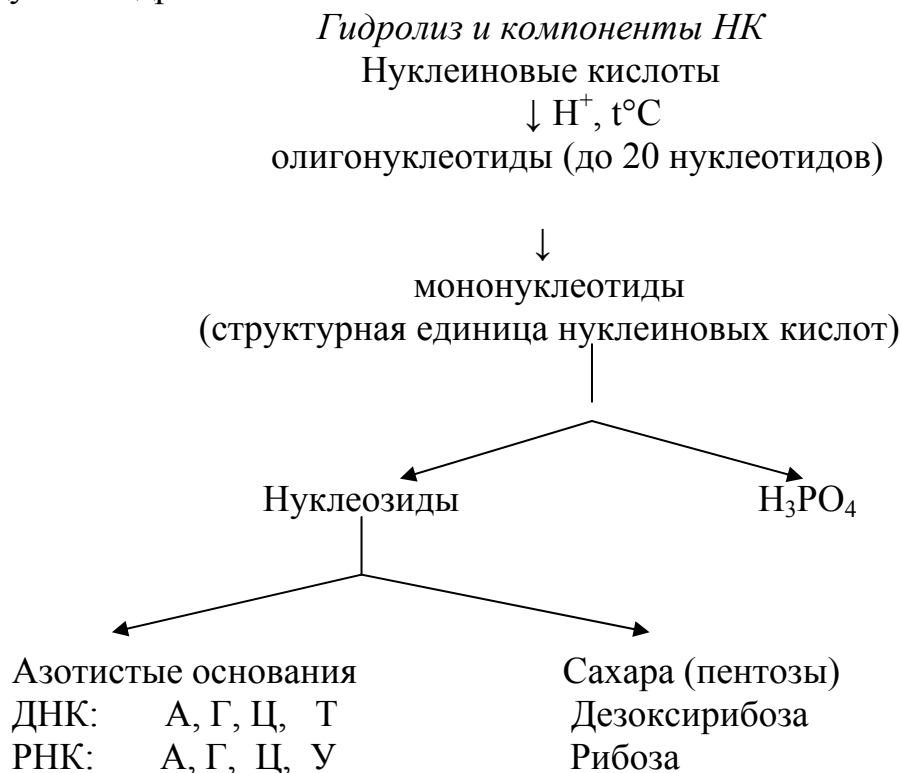 Гидролиз и компоненты НК
Нуклеиновые кислоты
↓ H⁺, t°C
олигонуклеотиды (до 20 нуклеотидов)
↓
мононуклеотиды
(структурная единица нуклеиновых кислот)
Нуклеозиды H₃PO₄
Азотистые основания Сахара (пентозы)
ДНК: А, Г, Ц, Т Дезоксирибоза
РНК: А, Г, Ц, У Рибоза